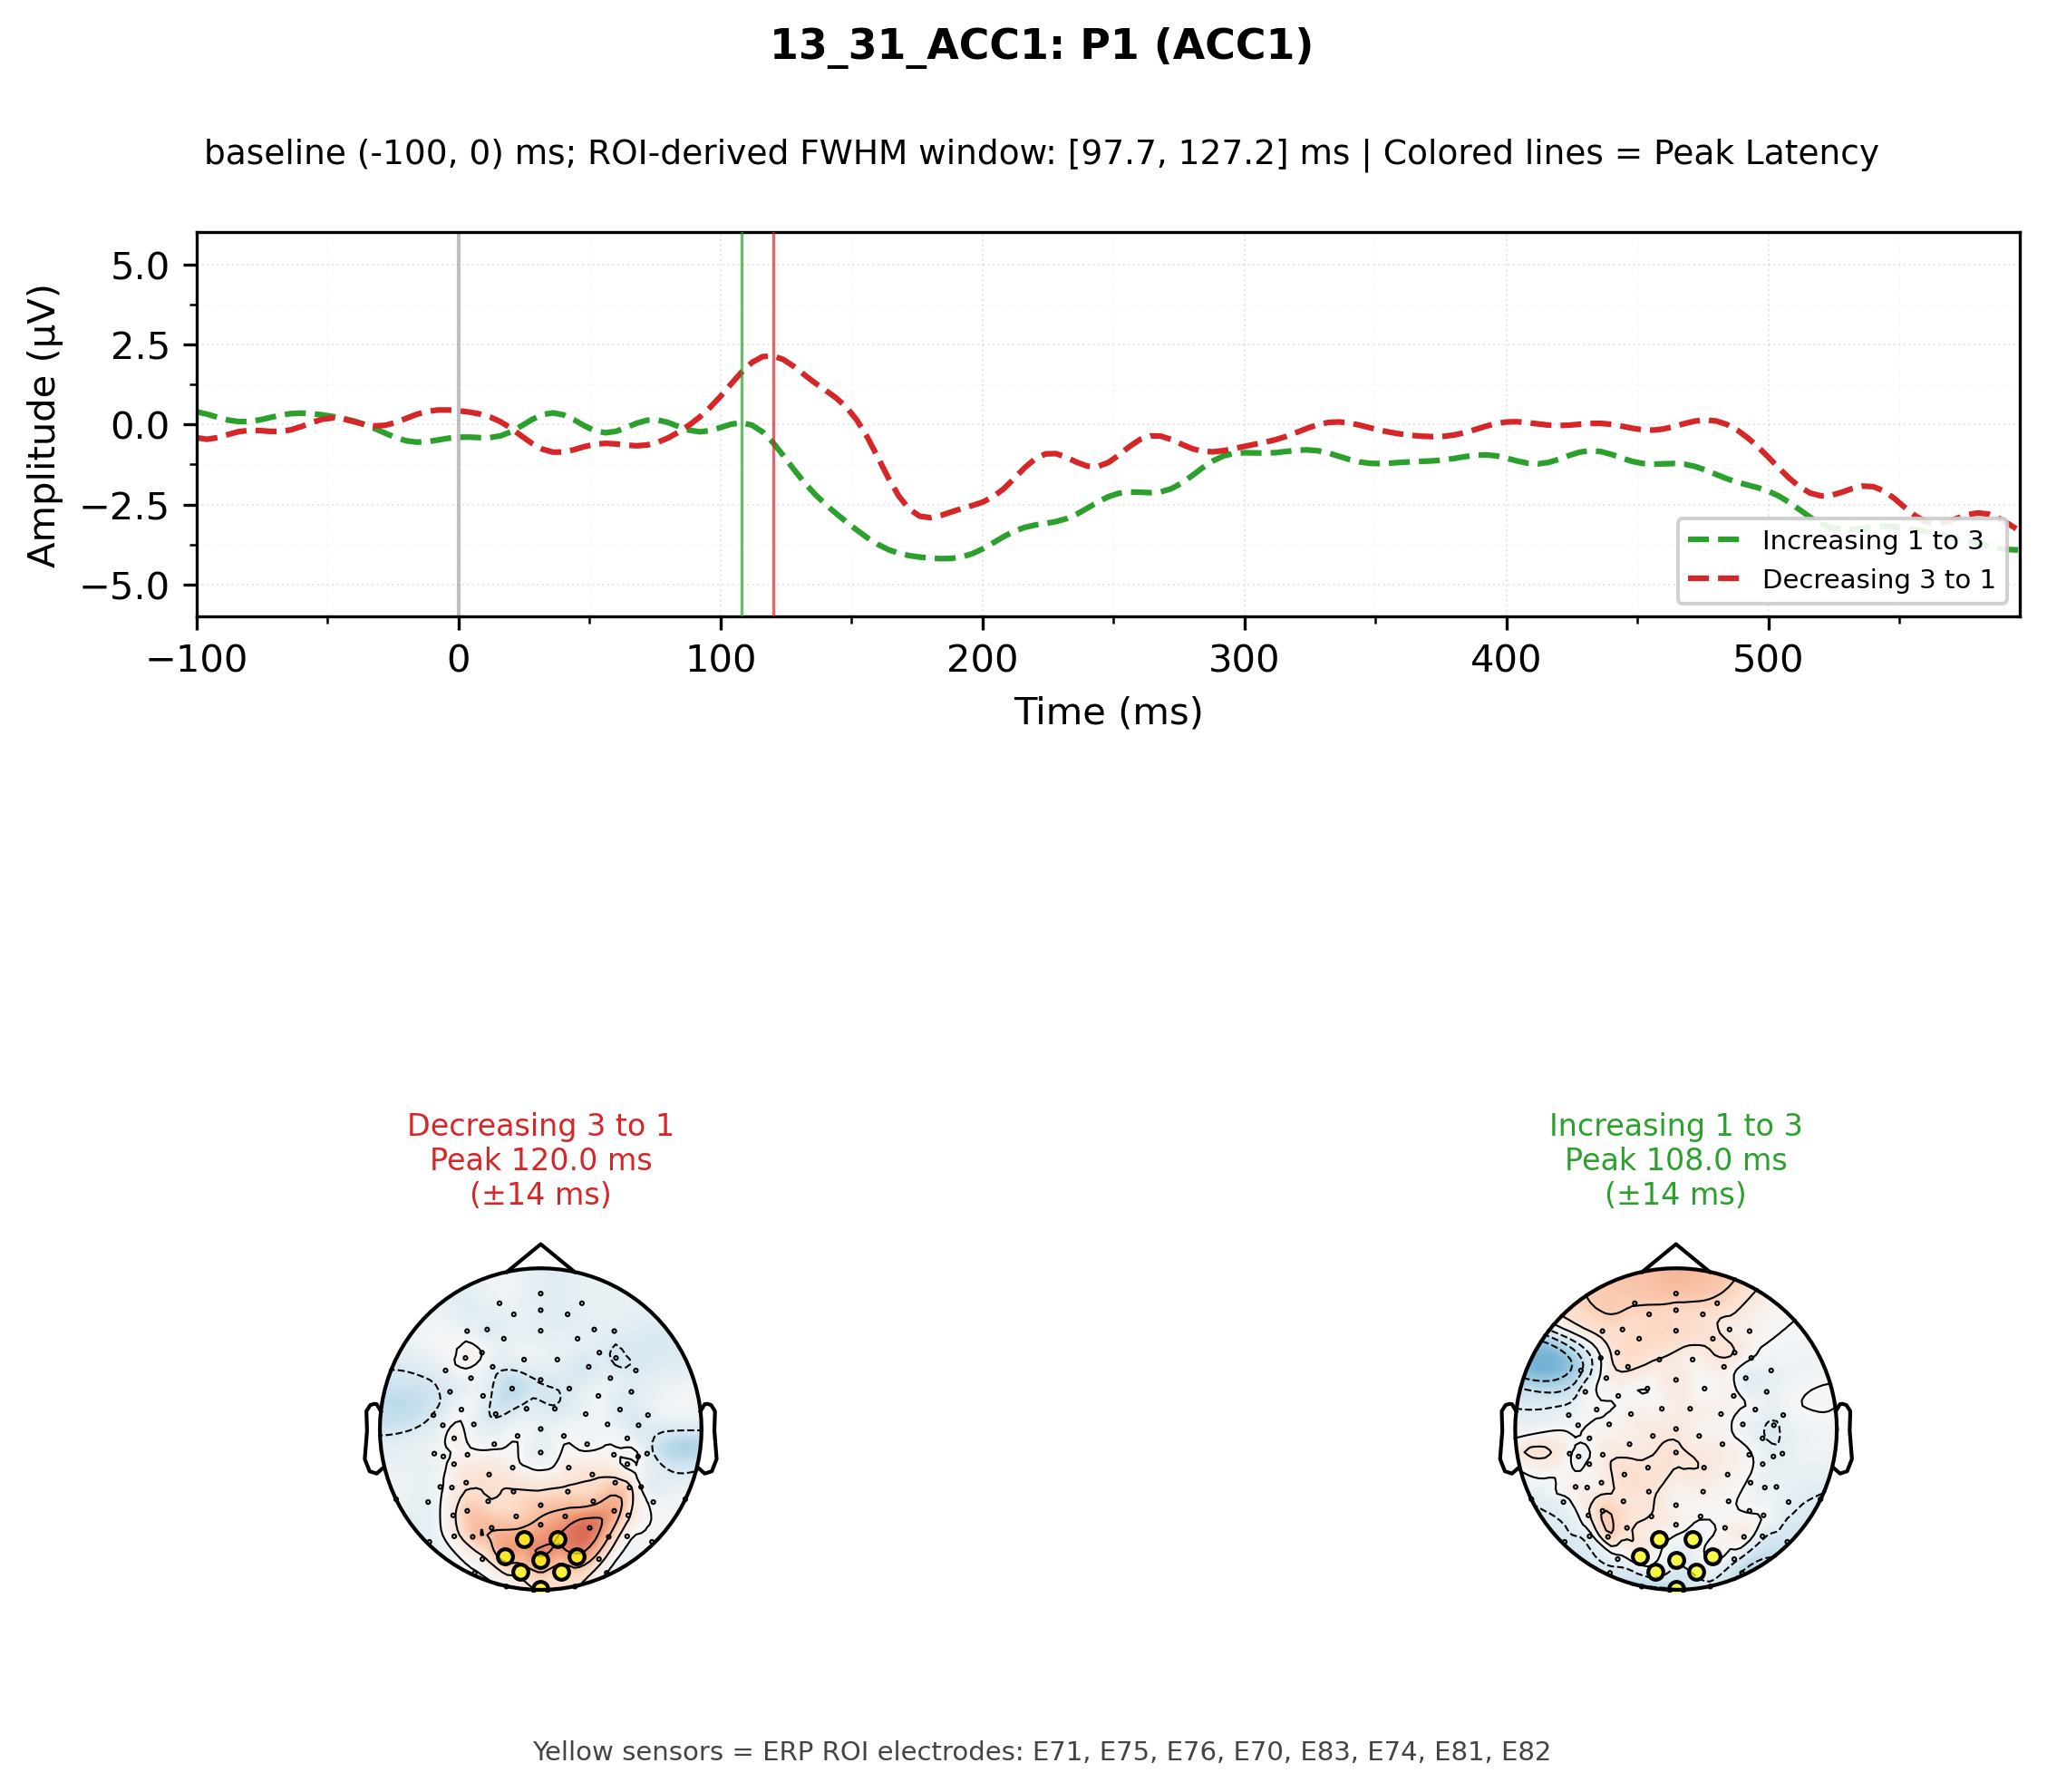 13_31_ACC1: P1 (ACC1)
baseline (-100, 0) ms; ROI-derived FWHM window: [97.7, 127.2] ms | Colored lines = Peak Latency
Amplitude (µV)
5.0
2.5
0.0
−2.5
−5.0
Increasing 1 to 3
Decreasing 3 to 1
−100 0 100 200 300 400 500
Time (ms)
Decreasing 3 to 1
Peak 120.0 ms
(±14 ms)
Increasing 1 to 3
Peak 108.0 ms
(±14 ms)
Yellow sensors = ERP ROI electrodes: E71, E75, E76, E70, E83, E74, E81, E82